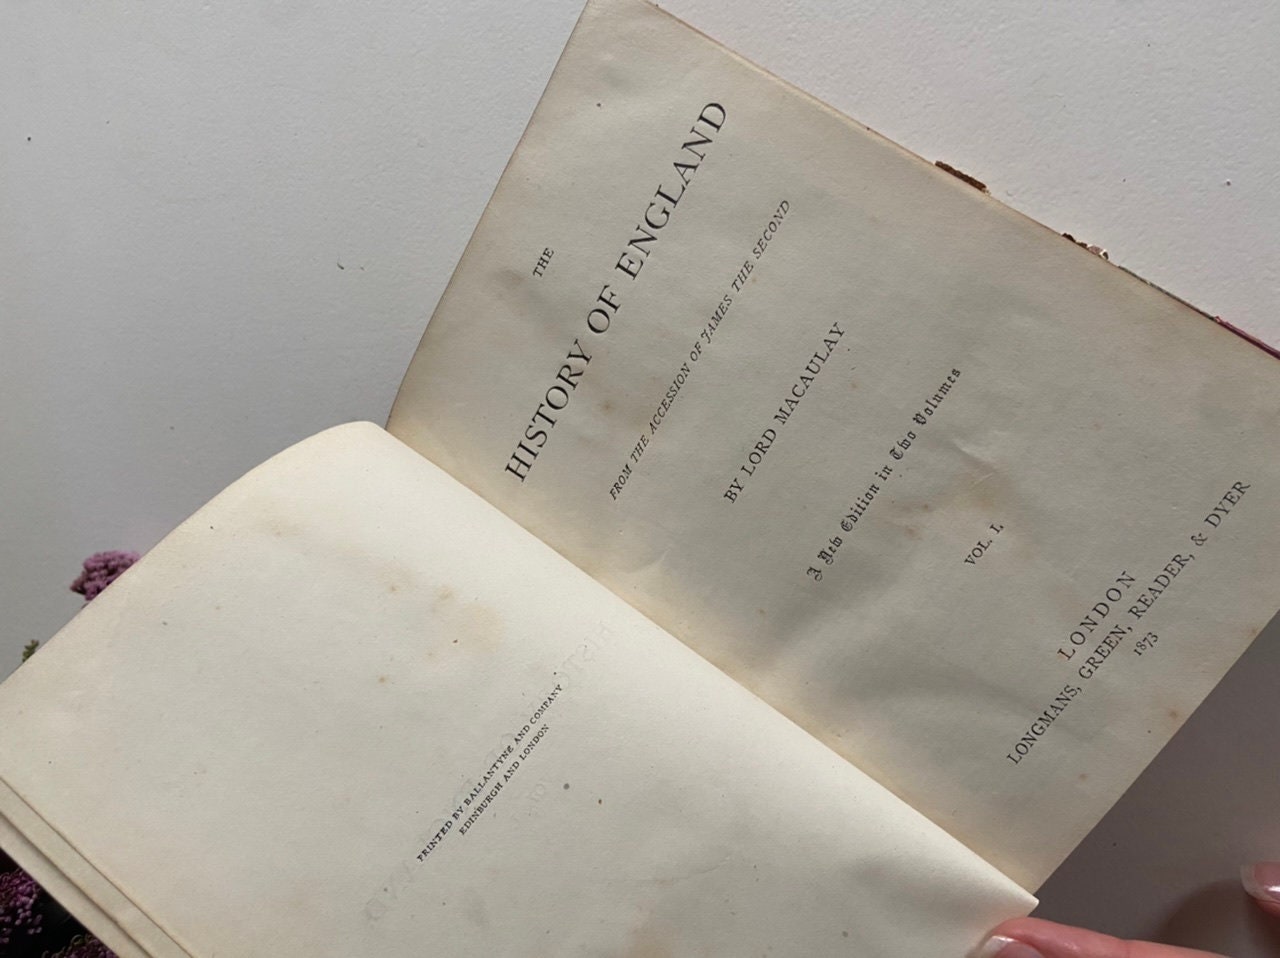 PRINTED BY BALLANTYNE AND COMPANY
EDINBURGH AND LONDON
THE
HISTORY OF ENGLAND
FROM THE ACCESSION OF JAMES THE SECOND
BY LORD MACAULAY
A New Edition in Two Volumes
VOL. I.
LONDON
LONGMANS, GREEN, READER, & DYER
1873